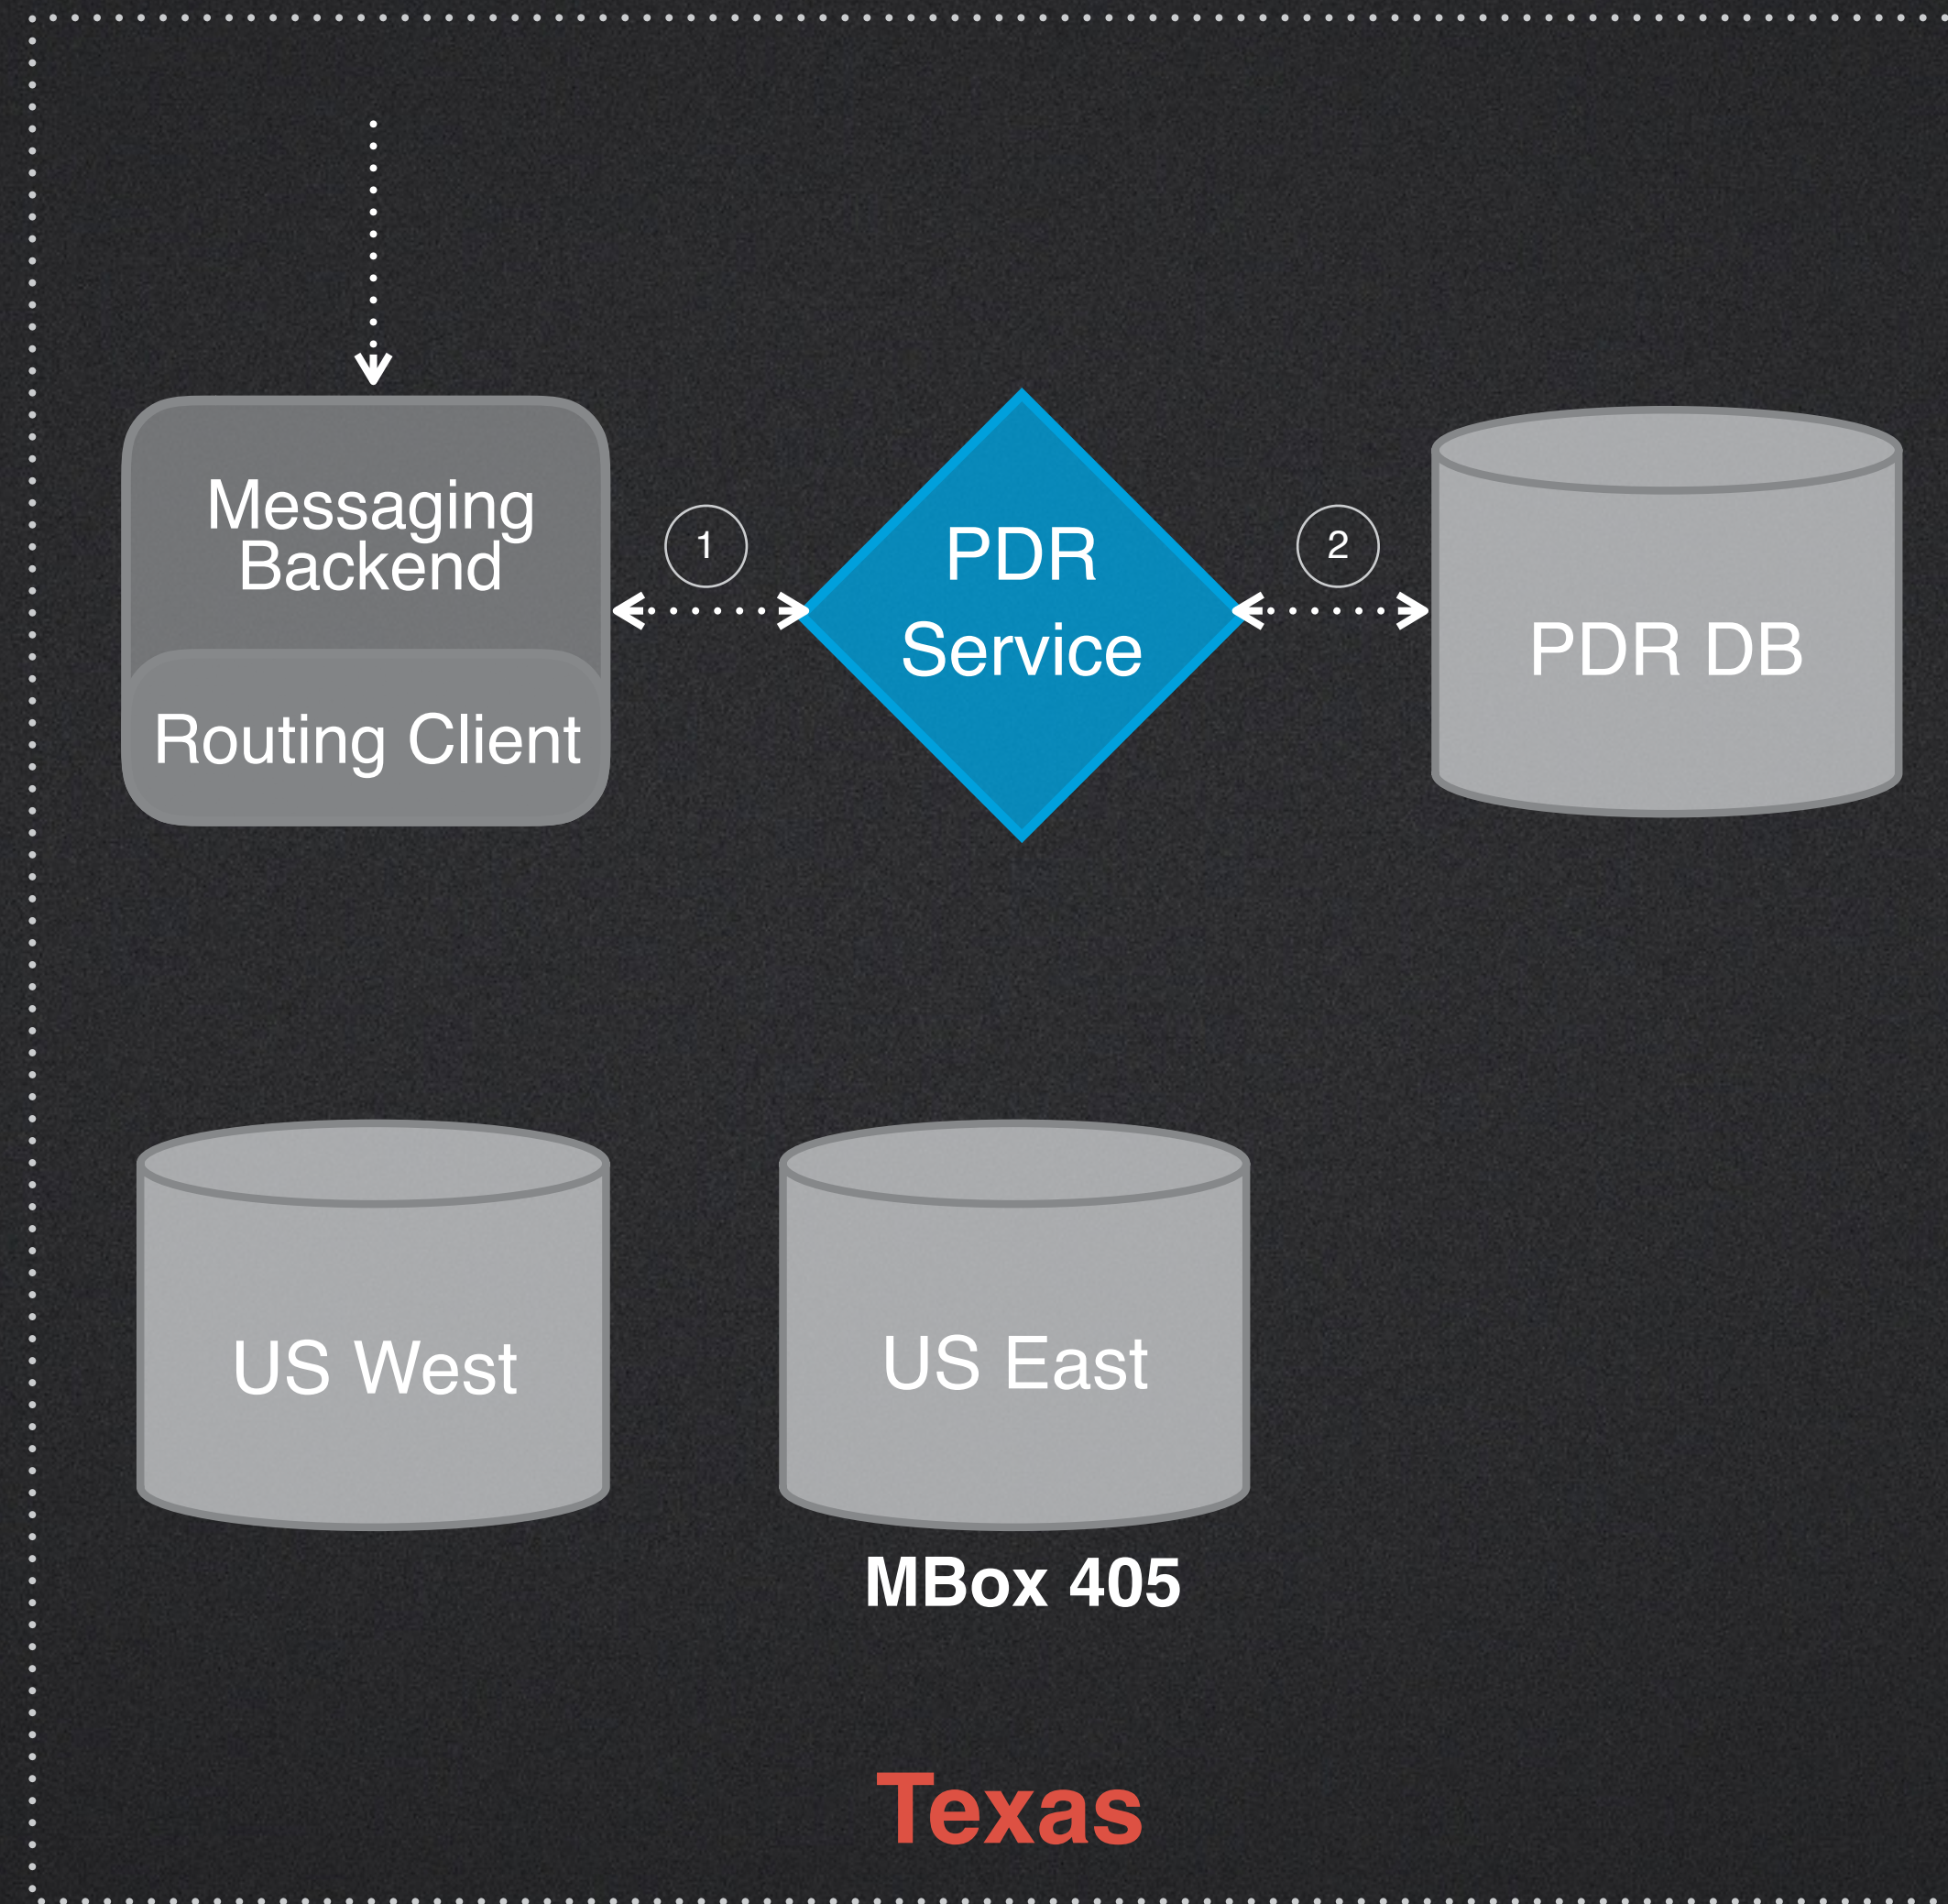 Messaging
Backend
Routing Client
1
PDR
Service
2
PDR DB
US West
US East
MBox 405
Texas